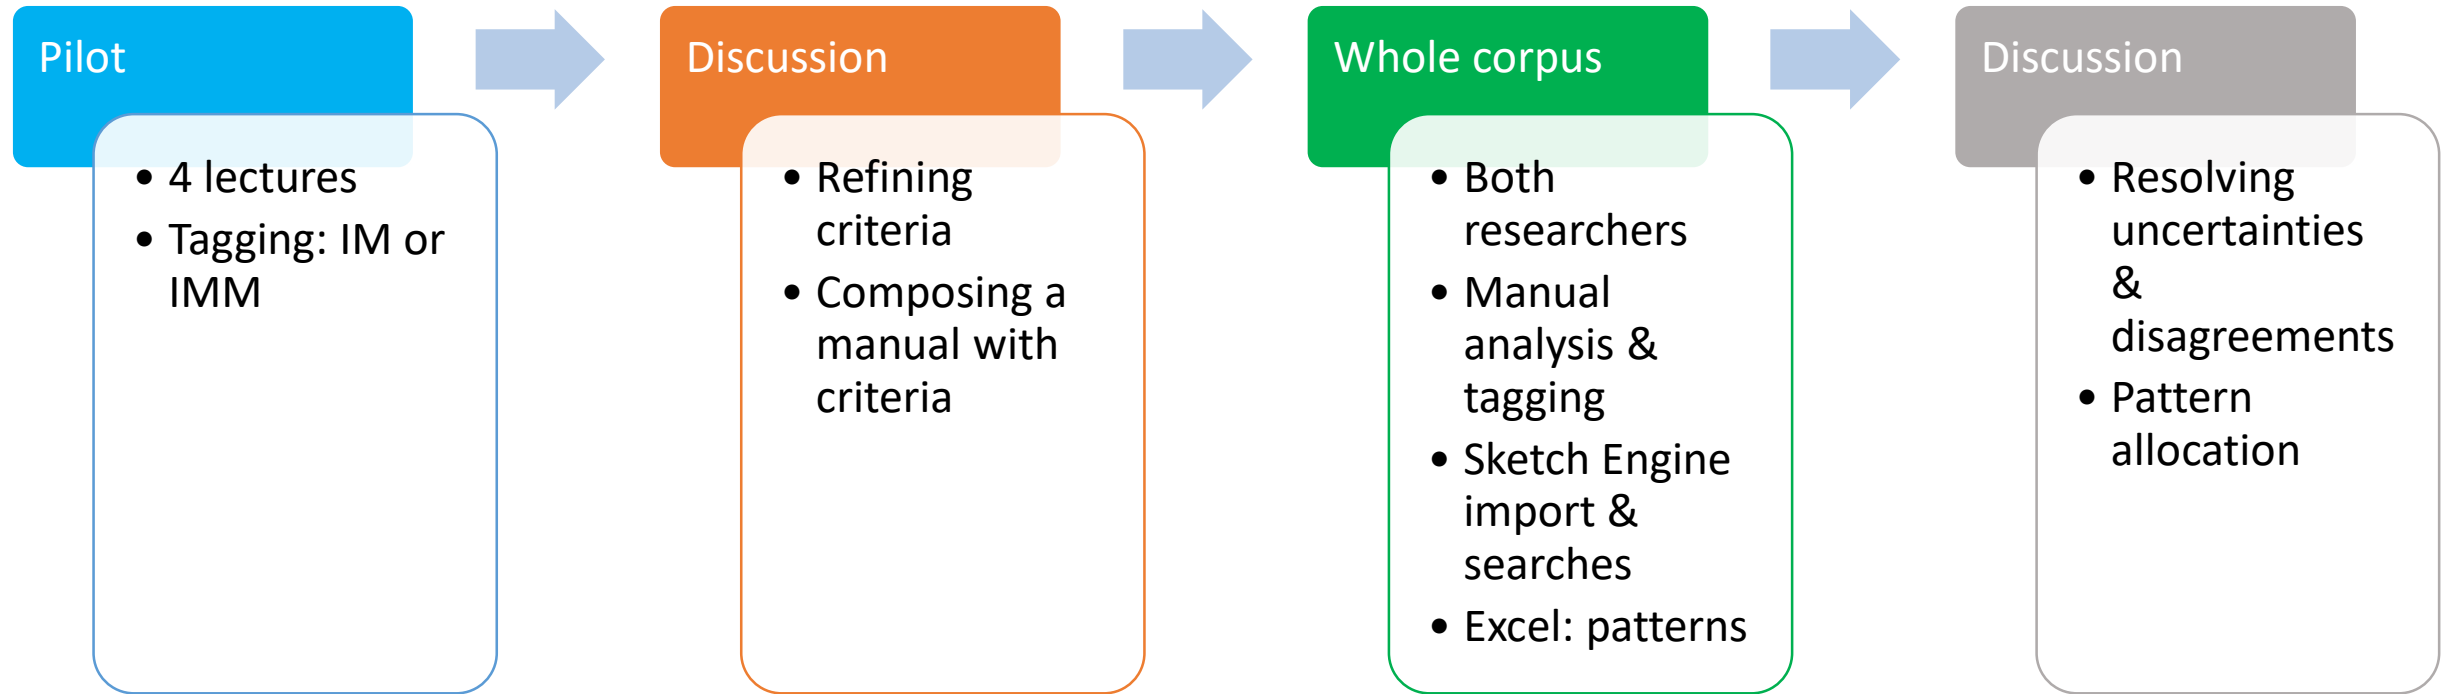 Pilot
• 4 lectures
• Tagging: IM or
IMM
Discussion
• Refining
criteria
• Composing a
manual with
criteria
Whole corpus
• Both
researchers
• Manual
analysis &
tagging
• Sketch Engine
import &
searches
• Excel: patterns
Discussion
• Resolving
uncertainties
&
disagreements
• Pattern
allocation